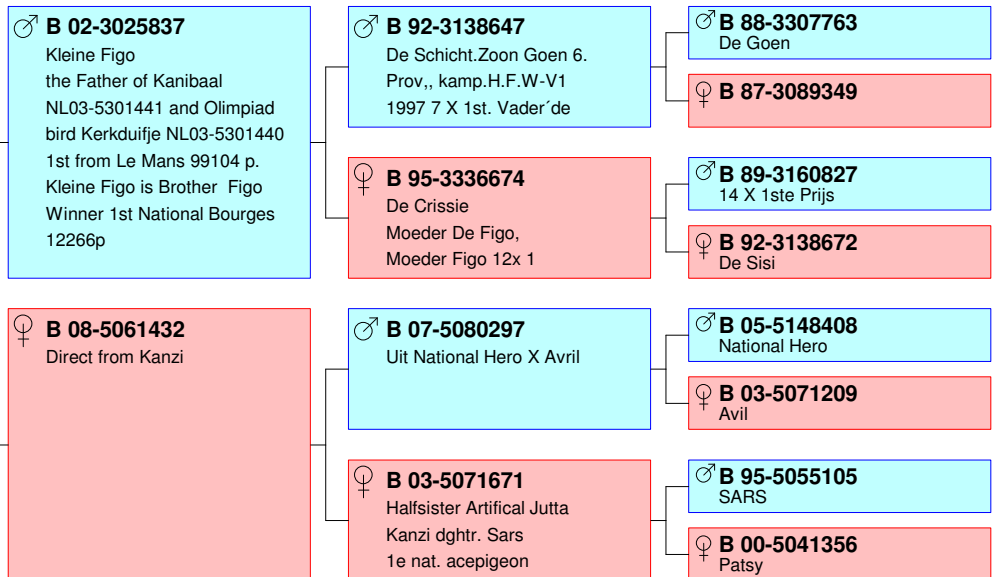 B 02-3025837
Kleine Figo
the Father of Kanibaal
NL03-5301441 and Olimpiad
bird Kerkduifje NL03-5301440
1st from Le Mans 99104 p.
Kleine Figo is Brother  Figo
Winner 1st National Bourges
12266p
B 08-5061432
Direct from Kanzi
B 92-3138647
De Schicht.Zoon Goen 6.
Prov,, kamp.H.F.W-V1
1997 7 X 1st. Vader´de
B 95-3336674
De Crissie
Moeder De Figo,
Moeder Figo 12x 1
B 07-5080297
Uit National Hero X Avril
B 03-5071671
Halfsister Artifical Jutta
Kanzi dghtr. Sars
1e nat. acepigeon
B 88-3307763
De Goen
B 87-3089349
B 89-3160827
14 X 1ste Prijs
B 92-3138672
De Sisi
B 05-5148408
National Hero
B 03-5071209
Avil
B 95-5055105
SARS
B 00-5041356
Patsy